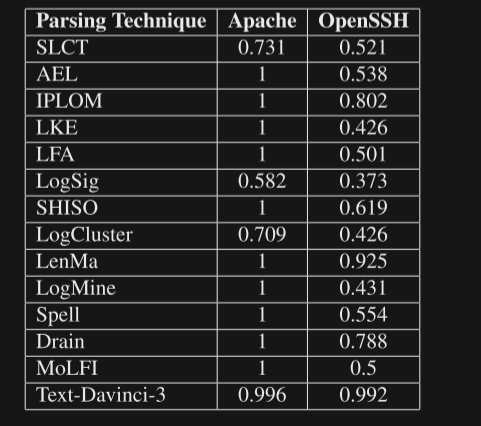 Parsing Technique Apache OpenSSH
SLCT 0.731 0.521
AEL 1 0.538
IPLOM 1 0.802
LKE 1 0.426
LFA 1 0.501
LogSig 0.582 0.373
SHISO 1 0.619
LogCluster 0.709 0.426
LenMa 1 0.925
LogMine 1 0.431
Spell 1 0.554
Drain 1 0.788
MoLFI 1 0.5
Text-Davinci-3 0.996 0.992